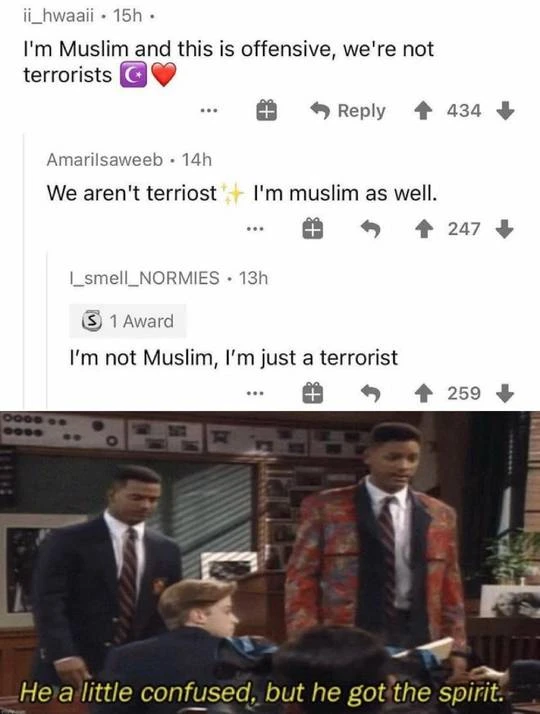 ii_hwaaii • 15h •
I'm Muslim and this is offensive, we're not
terrorists ☪️❤️
Reply 434
Amarilsaweeb • 14h
We aren't terriost ✨ I'm muslim as well.
247
I_smell_NORMIES • 13h
S 1 Award
I'm not Muslim, I'm just a terrorist
259
He a little confused, but he got the spirit.